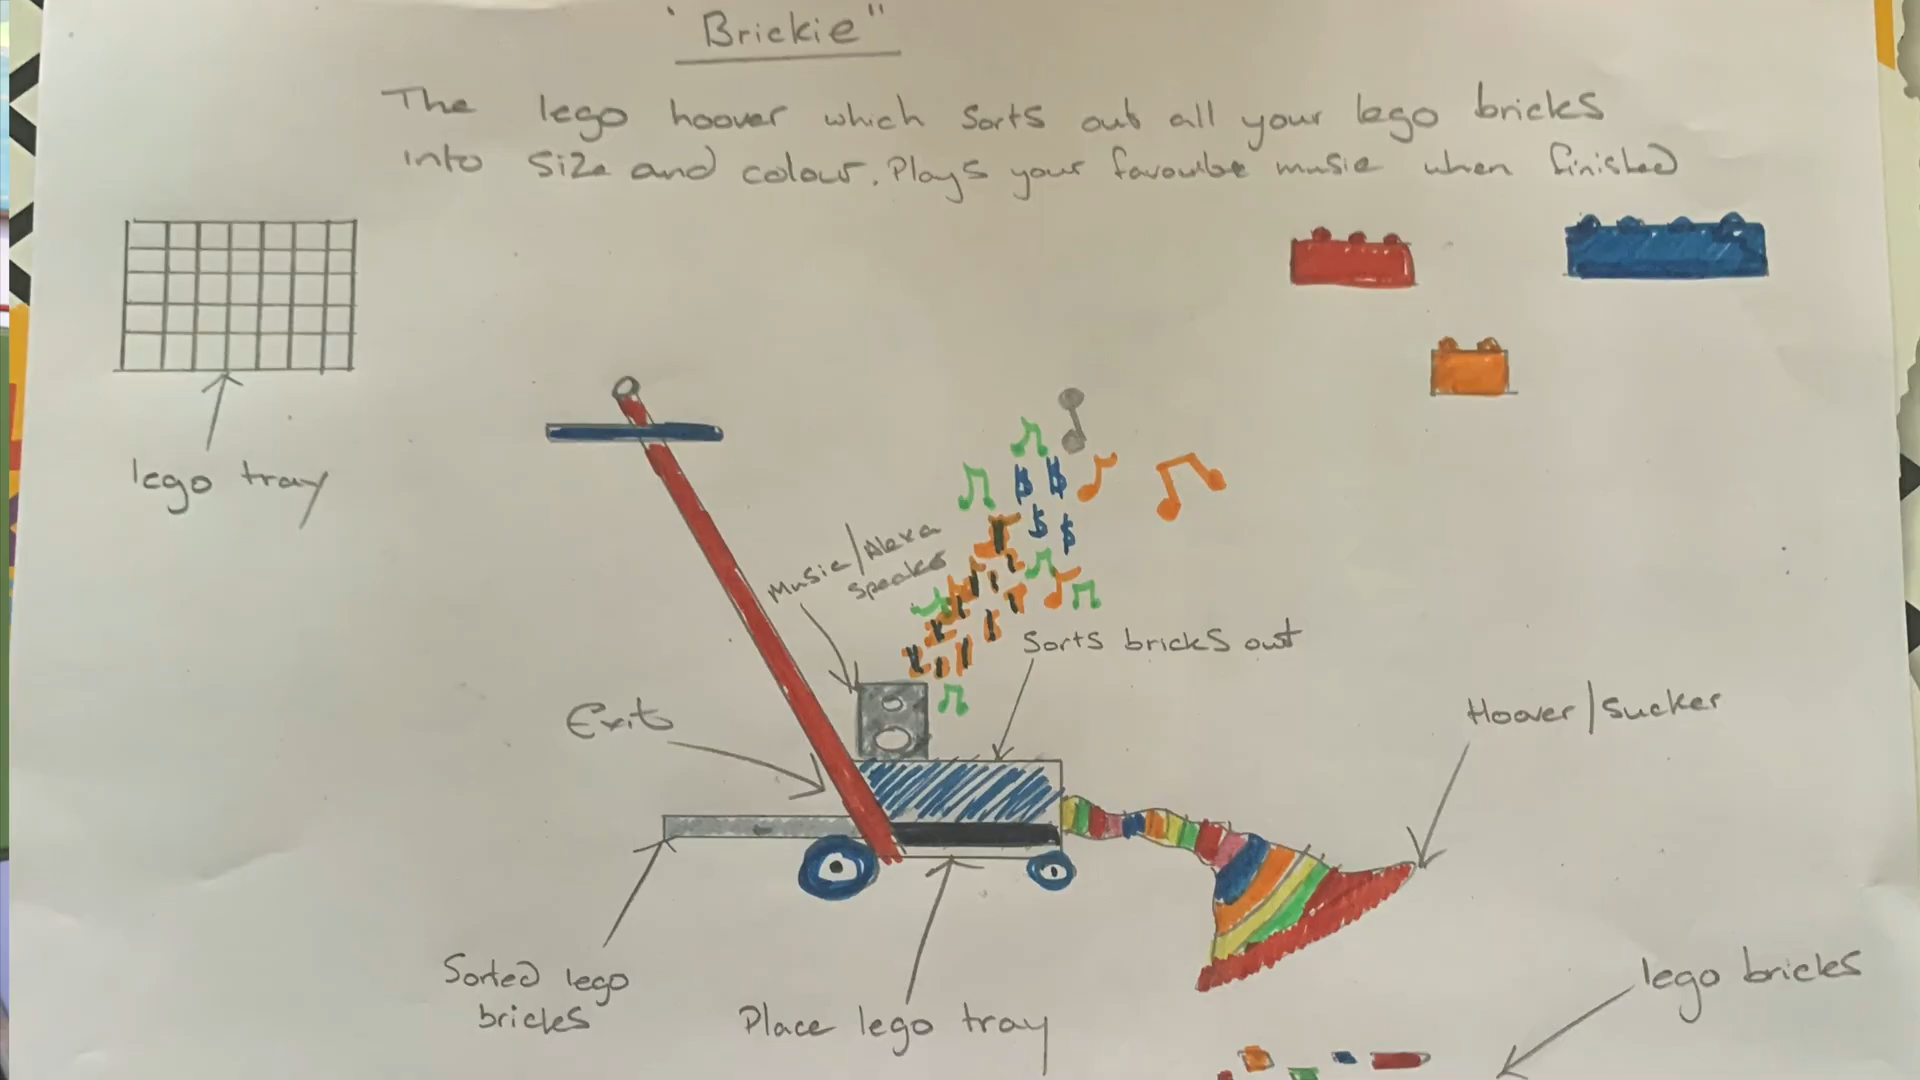 "Brickie"
The lego hoover which sorts out all your lego bricks
into size and colour. Plays your favourite music when finished
lego tray
Music/Alexa
speaker
Sorts bricks out
Exit
Hoover/sucker
Sorted lego
bricks
Place lego tray
lego bricks